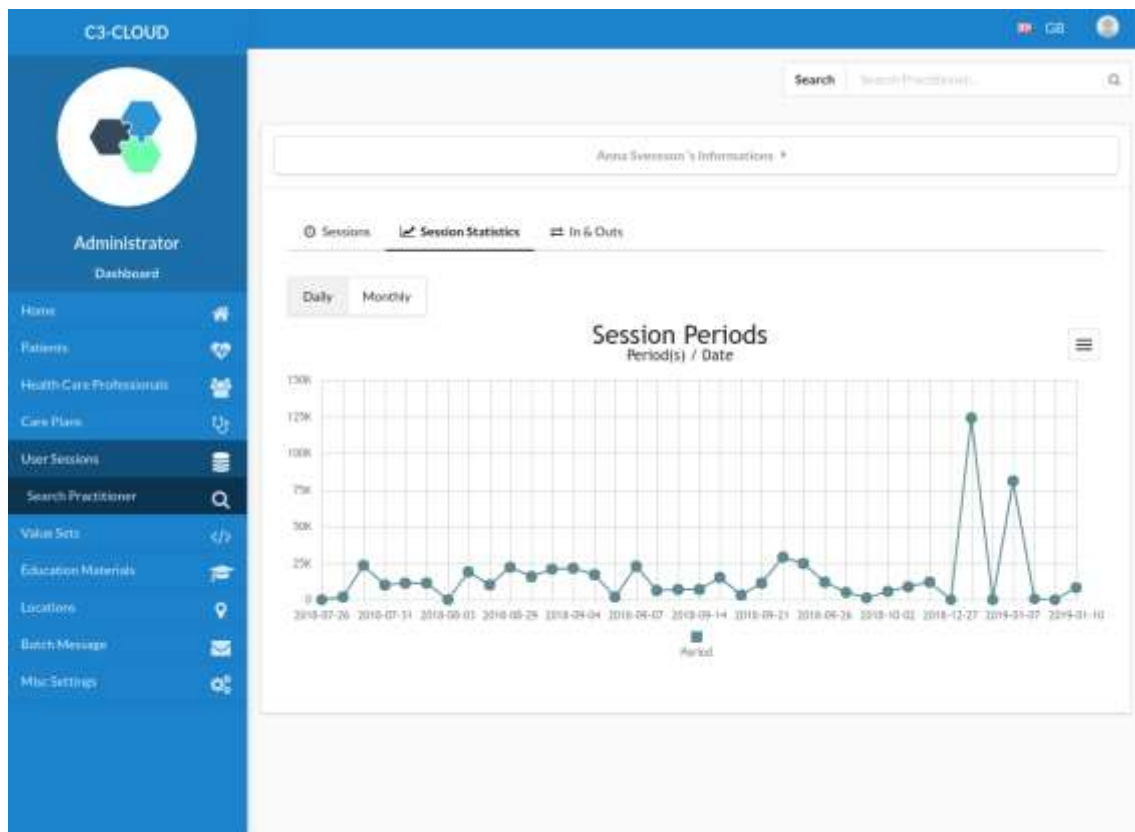 C3-CLOUD
GB
Search
Search Practitioner...
Anna Svensson 's Informations
Administrator
Dashboard
Sessions
Session Statistics
In & Outs
Home
Patients
Health Care Professionals
Care Plans
User Sessions
Search Practitioner
Value Sets
Education Materials
Locations
Batch Message
Misc Settings
Daily
Monthly
Session Periods
Period(s) / Date
150K
125K
100K
75K
50K
25K
0
2018-07-26 2018-07-31 2018-08-03 2018-08-29 2018-09-04 2018-09-07 2018-09-14 2018-09-21 2018-09-26 2018-10-02 2018-12-27 2019-01-07 2019-01-10
Period